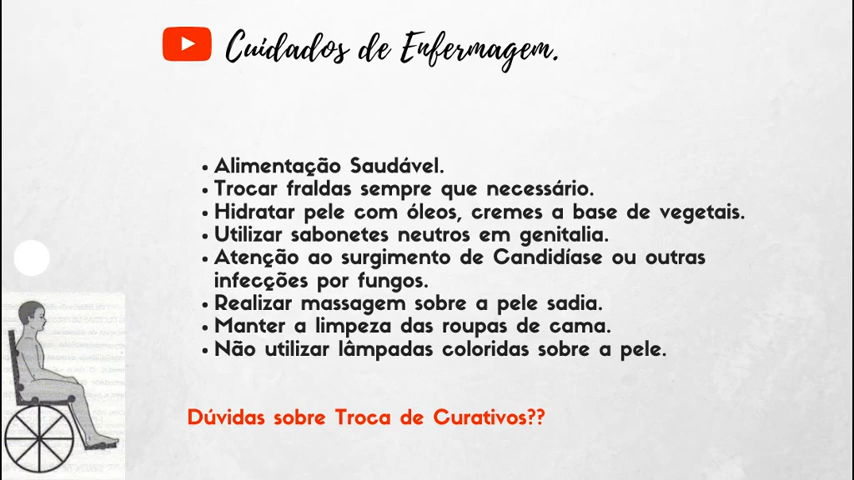 Cuidados de Enfermagem.
• Alimentação Saudável.
• Trocar fraldas sempre que necessário.
• Hidratar pele com óleos, cremes a base de vegetais.
• Utilizar sabonetes neutros em genitalia.
• Atenção ao surgimento de Candidíase ou outras
infecções por fungos.
• Realizar massagem sobre a pele sadia.
• Manter a limpeza das roupas de cama.
• Não utilizar lâmpadas coloridas sobre a pele.
Dúvidas sobre Troca de Curativos??